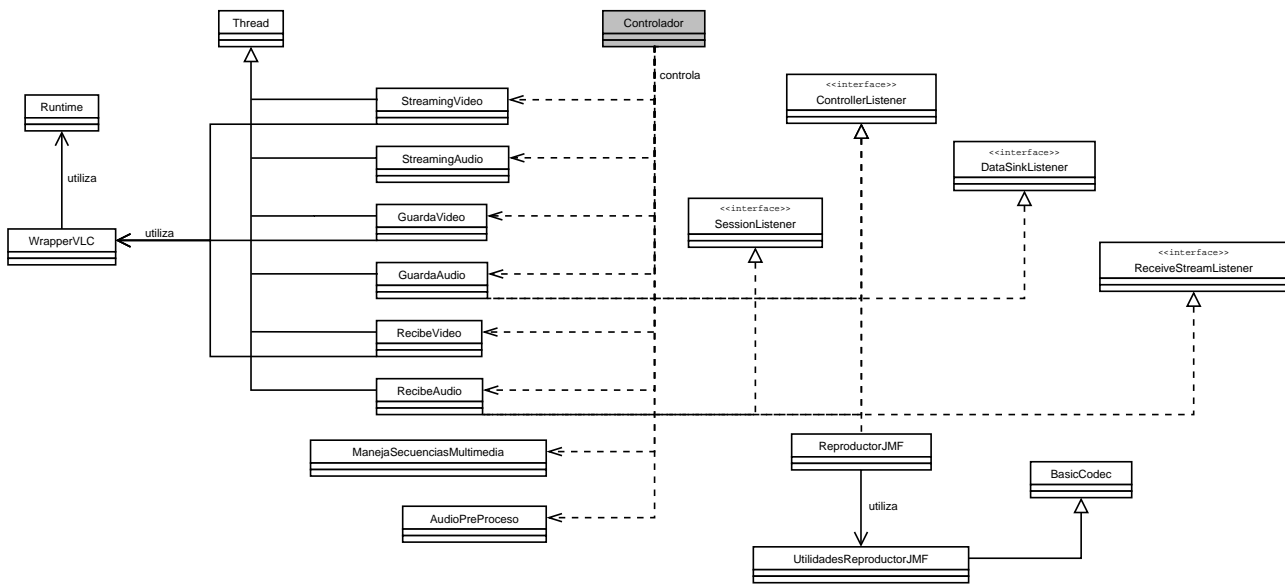 Thread
Controlador
controla
<<interface>>
ControllerListener
Runtime
StreamingVideo
StreamingAudio
<<interface>>
DataSinkListener
utiliza
<<interface>>
SessionListener
GuardaVideo
WrapperVLC
utiliza
GuardaAudio
<<interface>>
ReceiveStreamListener
RecibeVideo
RecibeAudio
ManejaSecuenciasMultimedia
ReproductorJMF
BasicCodec
utiliza
AudioPreProceso
UtilidadesReproductorJMF